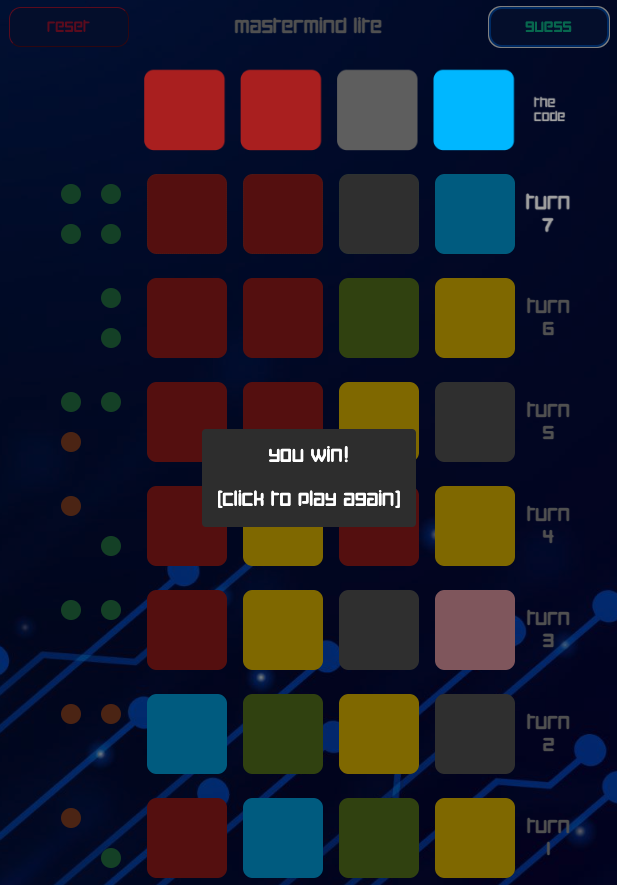 reset
mastermind lite
guess
the
code
turn
7
turn
6
turn
5
you win!
[click to play again]
turn
4
turn
3
turn
2
turn
1